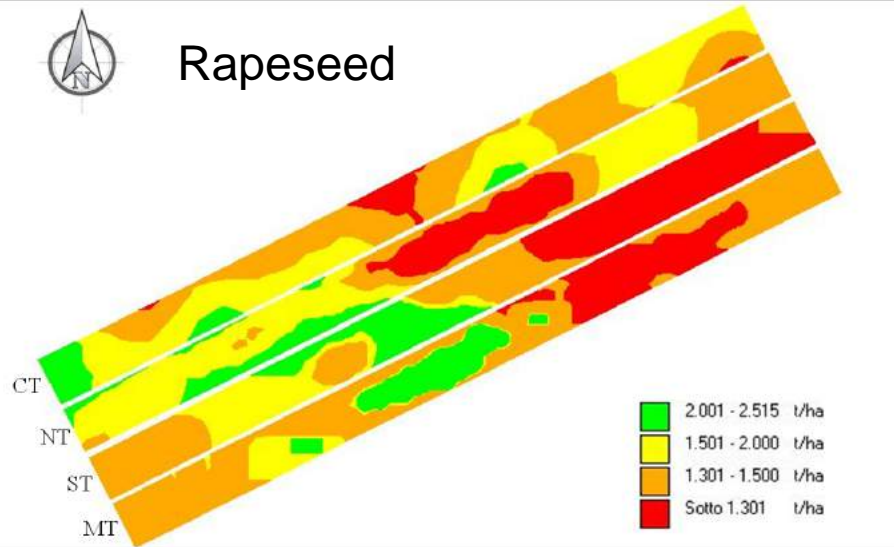 N
Rapeseed
CT
NT
ST
MT
2.001 - 2.515 t/ha
1.501 - 2.000 t/ha
1.301 - 1.500 t/ha
Sotto 1.301 t/ha